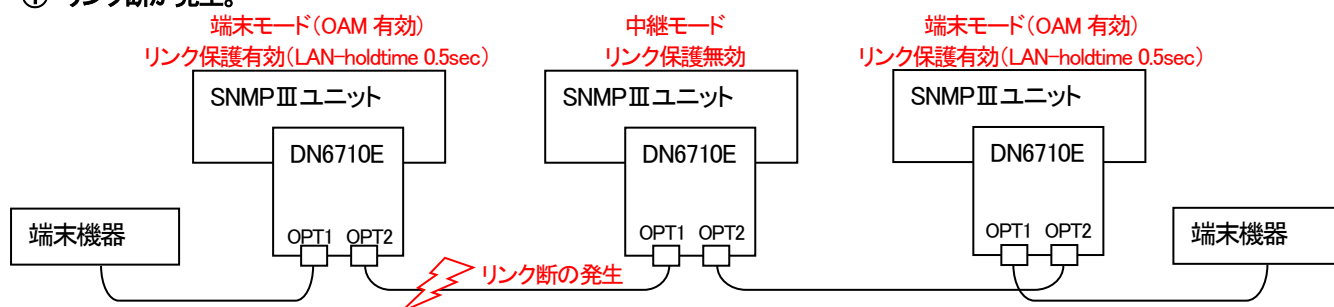 ① リンク断が発生。
端末モード（OAM 有効）
リンク保護有効（LAN-holdtime 0.5sec）
中継モード
リンク保護無効
端末モード（OAM 有効）
リンク保護有効（LAN-holdtime 0.5sec）
SNMPⅢユニット
SNMPⅢユニット
SNMPⅢユニット
DN6710E
DN6710E
DN6710E
端末機器
OPT1 OPT2
OPT1 OPT2
OPT1 OPT2
端末機器
リンク断の発生